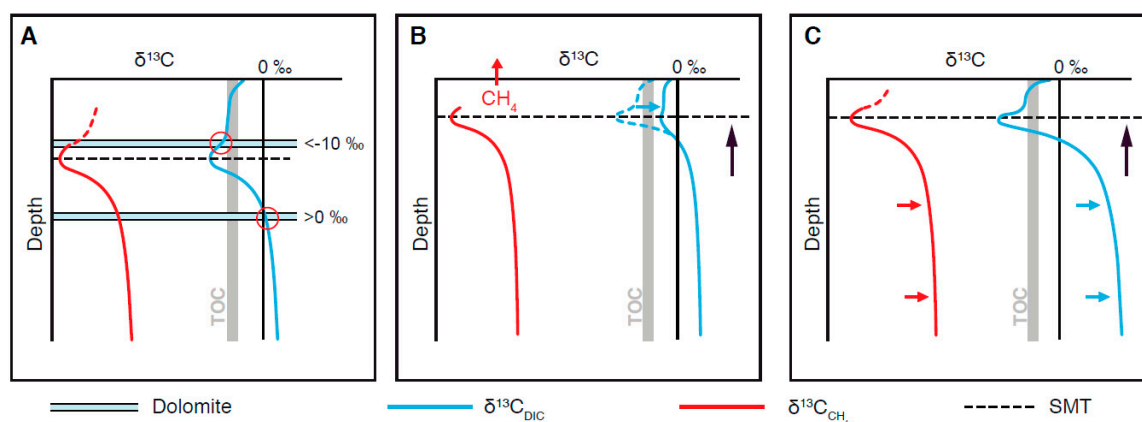 A
δ¹³C
0 ‰
<-10 ‰
>0 ‰
Depth
TOC
B
δ¹³C
0 ‰
CH₄
Depth
TOC
C
δ¹³C
0 ‰
Depth
TOC
Dolomite
δ¹³C_DIC
δ¹³C_CH₄
SMT